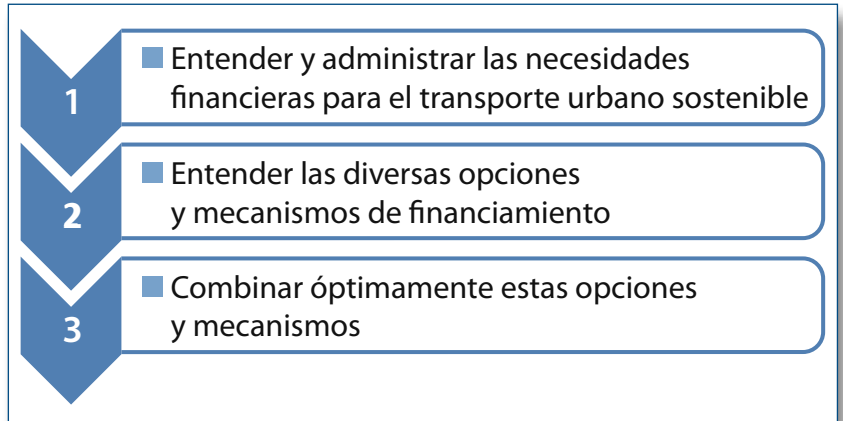 1
Entender y administrar las necesidades
financieras para el transporte urbano sostenible
2
Entender las diversas opciones
y mecanismos de financiamiento
3
Combinar óptimamente estas opciones
y mecanismos